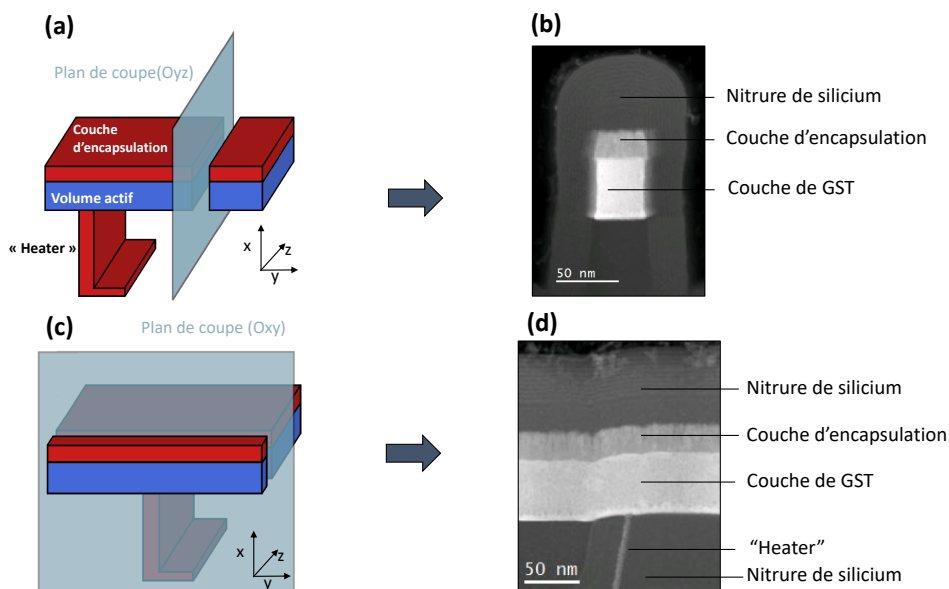 (a)
Plan de coupe(Oyz)
Couche
d'encapsulation
Volume actif
« Heater »
x
z
y
(b)
Nitrure de silicium
Couche d'encapsulation
Couche de GST
50 nm
(c)
Plan de coupe (Oxy)
x
z
y
(d)
Nitrure de silicium
Couche d'encapsulation
Couche de GST
“Heater”
Nitrure de silicium
50 nm